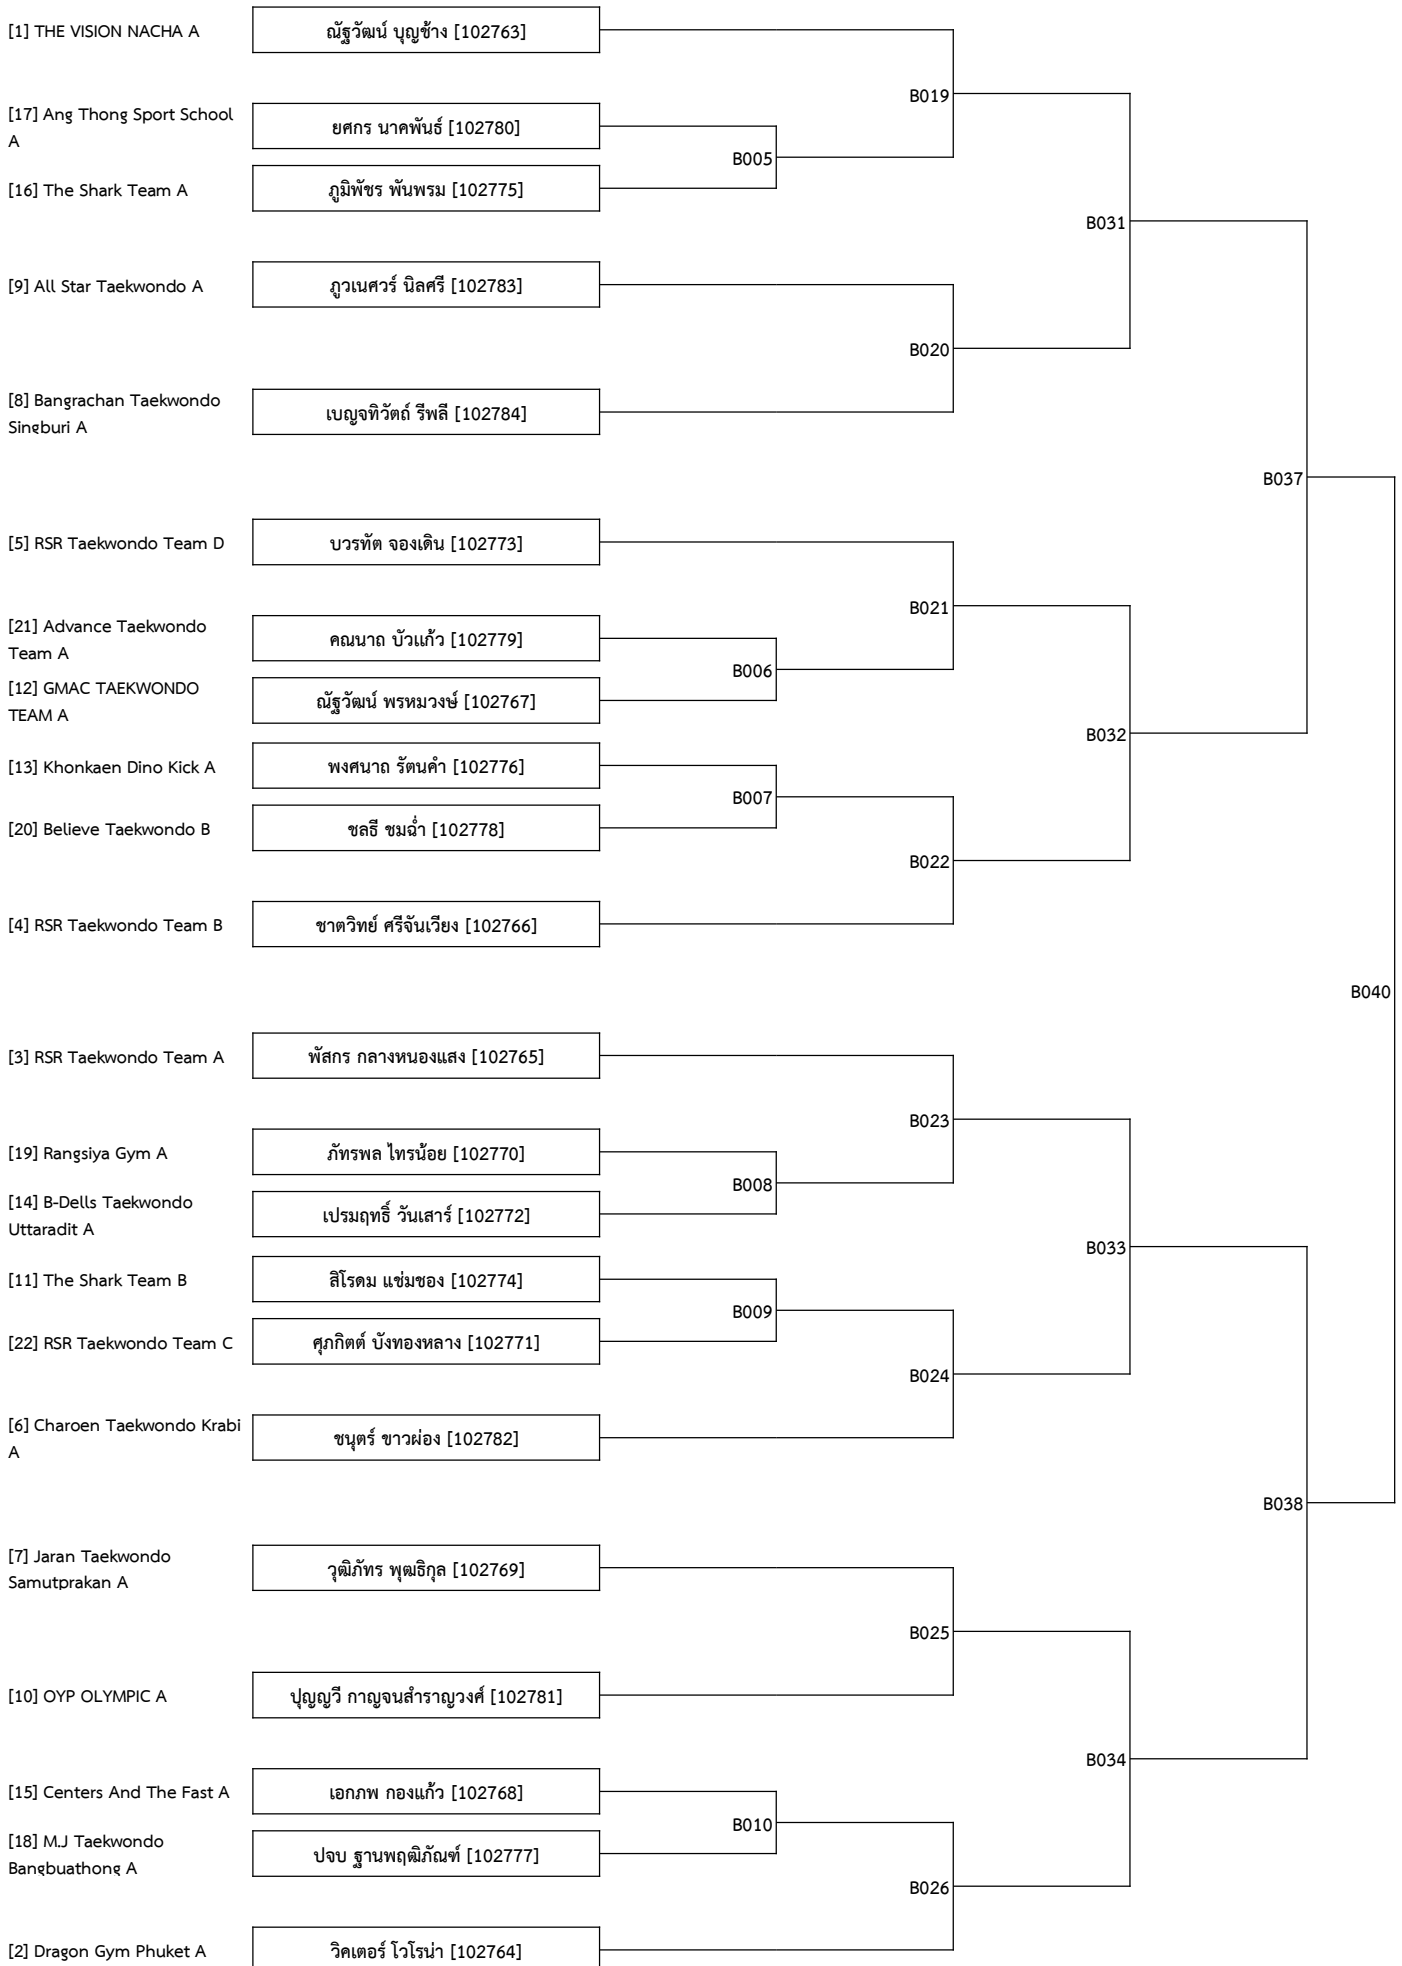 [1] THE VISION NACHA A
ณัฐวัฒน์ บุญช้าง [102763]
B019
[17] Ang Thong Sport School
A
ยศกร นาคพันธ์ [102780]
B005
[16] The Shark Team A
ภูมิพัชร พันพรม [102775]
B031
[9] All Star Taekwondo A
ภูวเนศวร์ นิลศรี [102783]
B020
[8] Bangrachan Taekwondo
Singburi A
เบญจทิวัตถ์ รีพลี [102784]
B037
[5] RSR Taekwondo Team D
บวรทัต จองเดิน [102773]
B021
[21] Advance Taekwondo
Team A
คณนาถ บัวแก้ว [102779]
B006
[12] GMAC TAEKWONDO
TEAM A
ณัฐวัฒน์ พรหมวงษ์ [102767]
B032
[13] Khonkaen Dino Kick A
พงศนาถ รัตนคำ [102776]
B007
[20] Believe Taekwondo B
ชลธี ชมฉ่ำ [102778]
B022
[4] RSR Taekwondo Team B
ชาตวิทย์ ศรีจันเวียง [102766]
B040
[3] RSR Taekwondo Team A
พัสกร กลางหนองแสง [102765]
B023
[19] Rangsiya Gym A
ภัทรพล ไทรน้อย [102770]
B008
[14] B-Dells Taekwondo
Uttaradit A
เปรมฤทธิ์ วันเสาร์ [102772]
B033
[11] The Shark Team B
สิโรดม แช่มชอง [102774]
B009
[22] RSR Taekwondo Team C
ศุภกิตต์ บังทองหลาง [102771]
B024
[6] Charoen Taekwondo Krabi
A
ชนุตร์ ขาวผ่อง [102782]
B038
[7] Jaran Taekwondo
Samutprakan A
วุฒิภัทร พุฒธิกุล [102769]
B025
[10] OYP OLYMPIC A
ปุญญวี กาญจนสำราญวงศ์ [102781]
B034
[15] Centers And The Fast A
เอกภพ กองแก้ว [102768]
B010
[18] M.J Taekwondo
Bangbuathong A
ปจบ ฐานพฤฒิภัณฑ์ [102777]
B026
[2] Dragon Gym Phuket A
วิคเตอร์ โวโรน่า [102764]